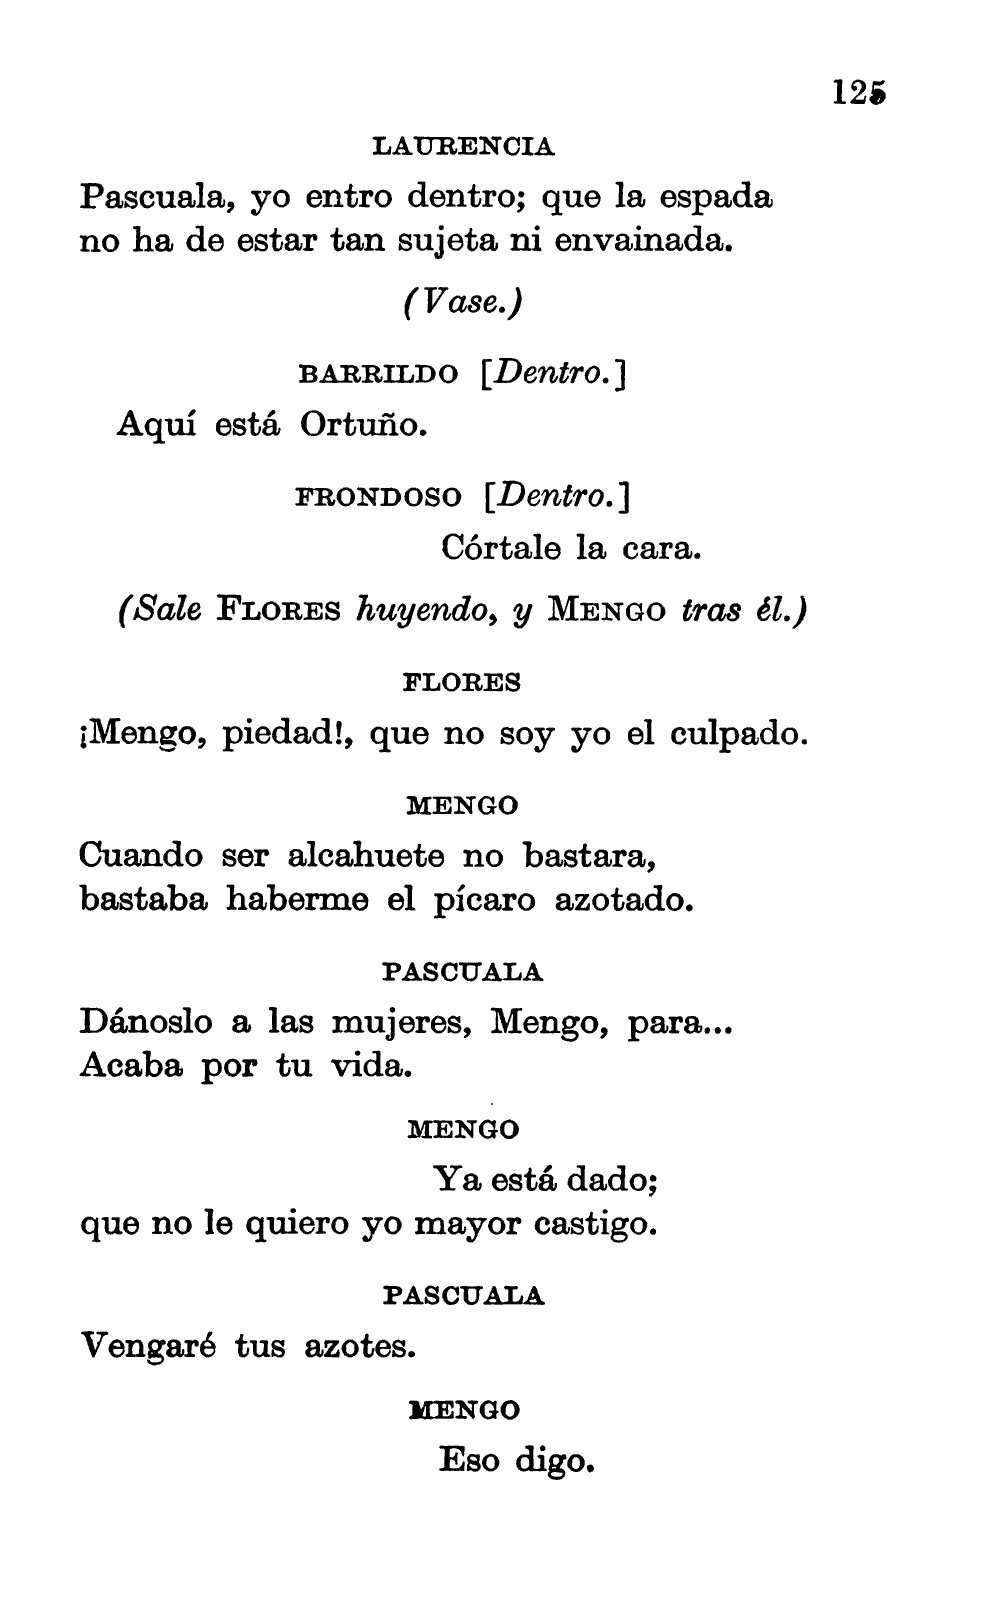 125
LAURENCIA
Pascuala, yo entro dentro; que la espada
no ha de estar tan sujeta ni envainada.
(Vase.)
BARRILDO [Dentro.]
Aquí está Ortuño.
FRONDOSO [Dentro.]
Córtale la cara.
(Sale FLORES huyendo, y MENGO tras él.)
FLORES
¡Mengo, piedad!, que no soy yo el culpado.
MENGO
Cuando ser alcahuete no bastara,
bastaba haberme el pícaro azotado.
PASCUALA
Dánoslo a las mujeres, Mengo, para...
Acaba por tu vida.
MENGO
Ya está dado;
que no le quiero yo mayor castigo.
PASCUALA
Vengaré tus azotes.
MENGO
Eso digo.